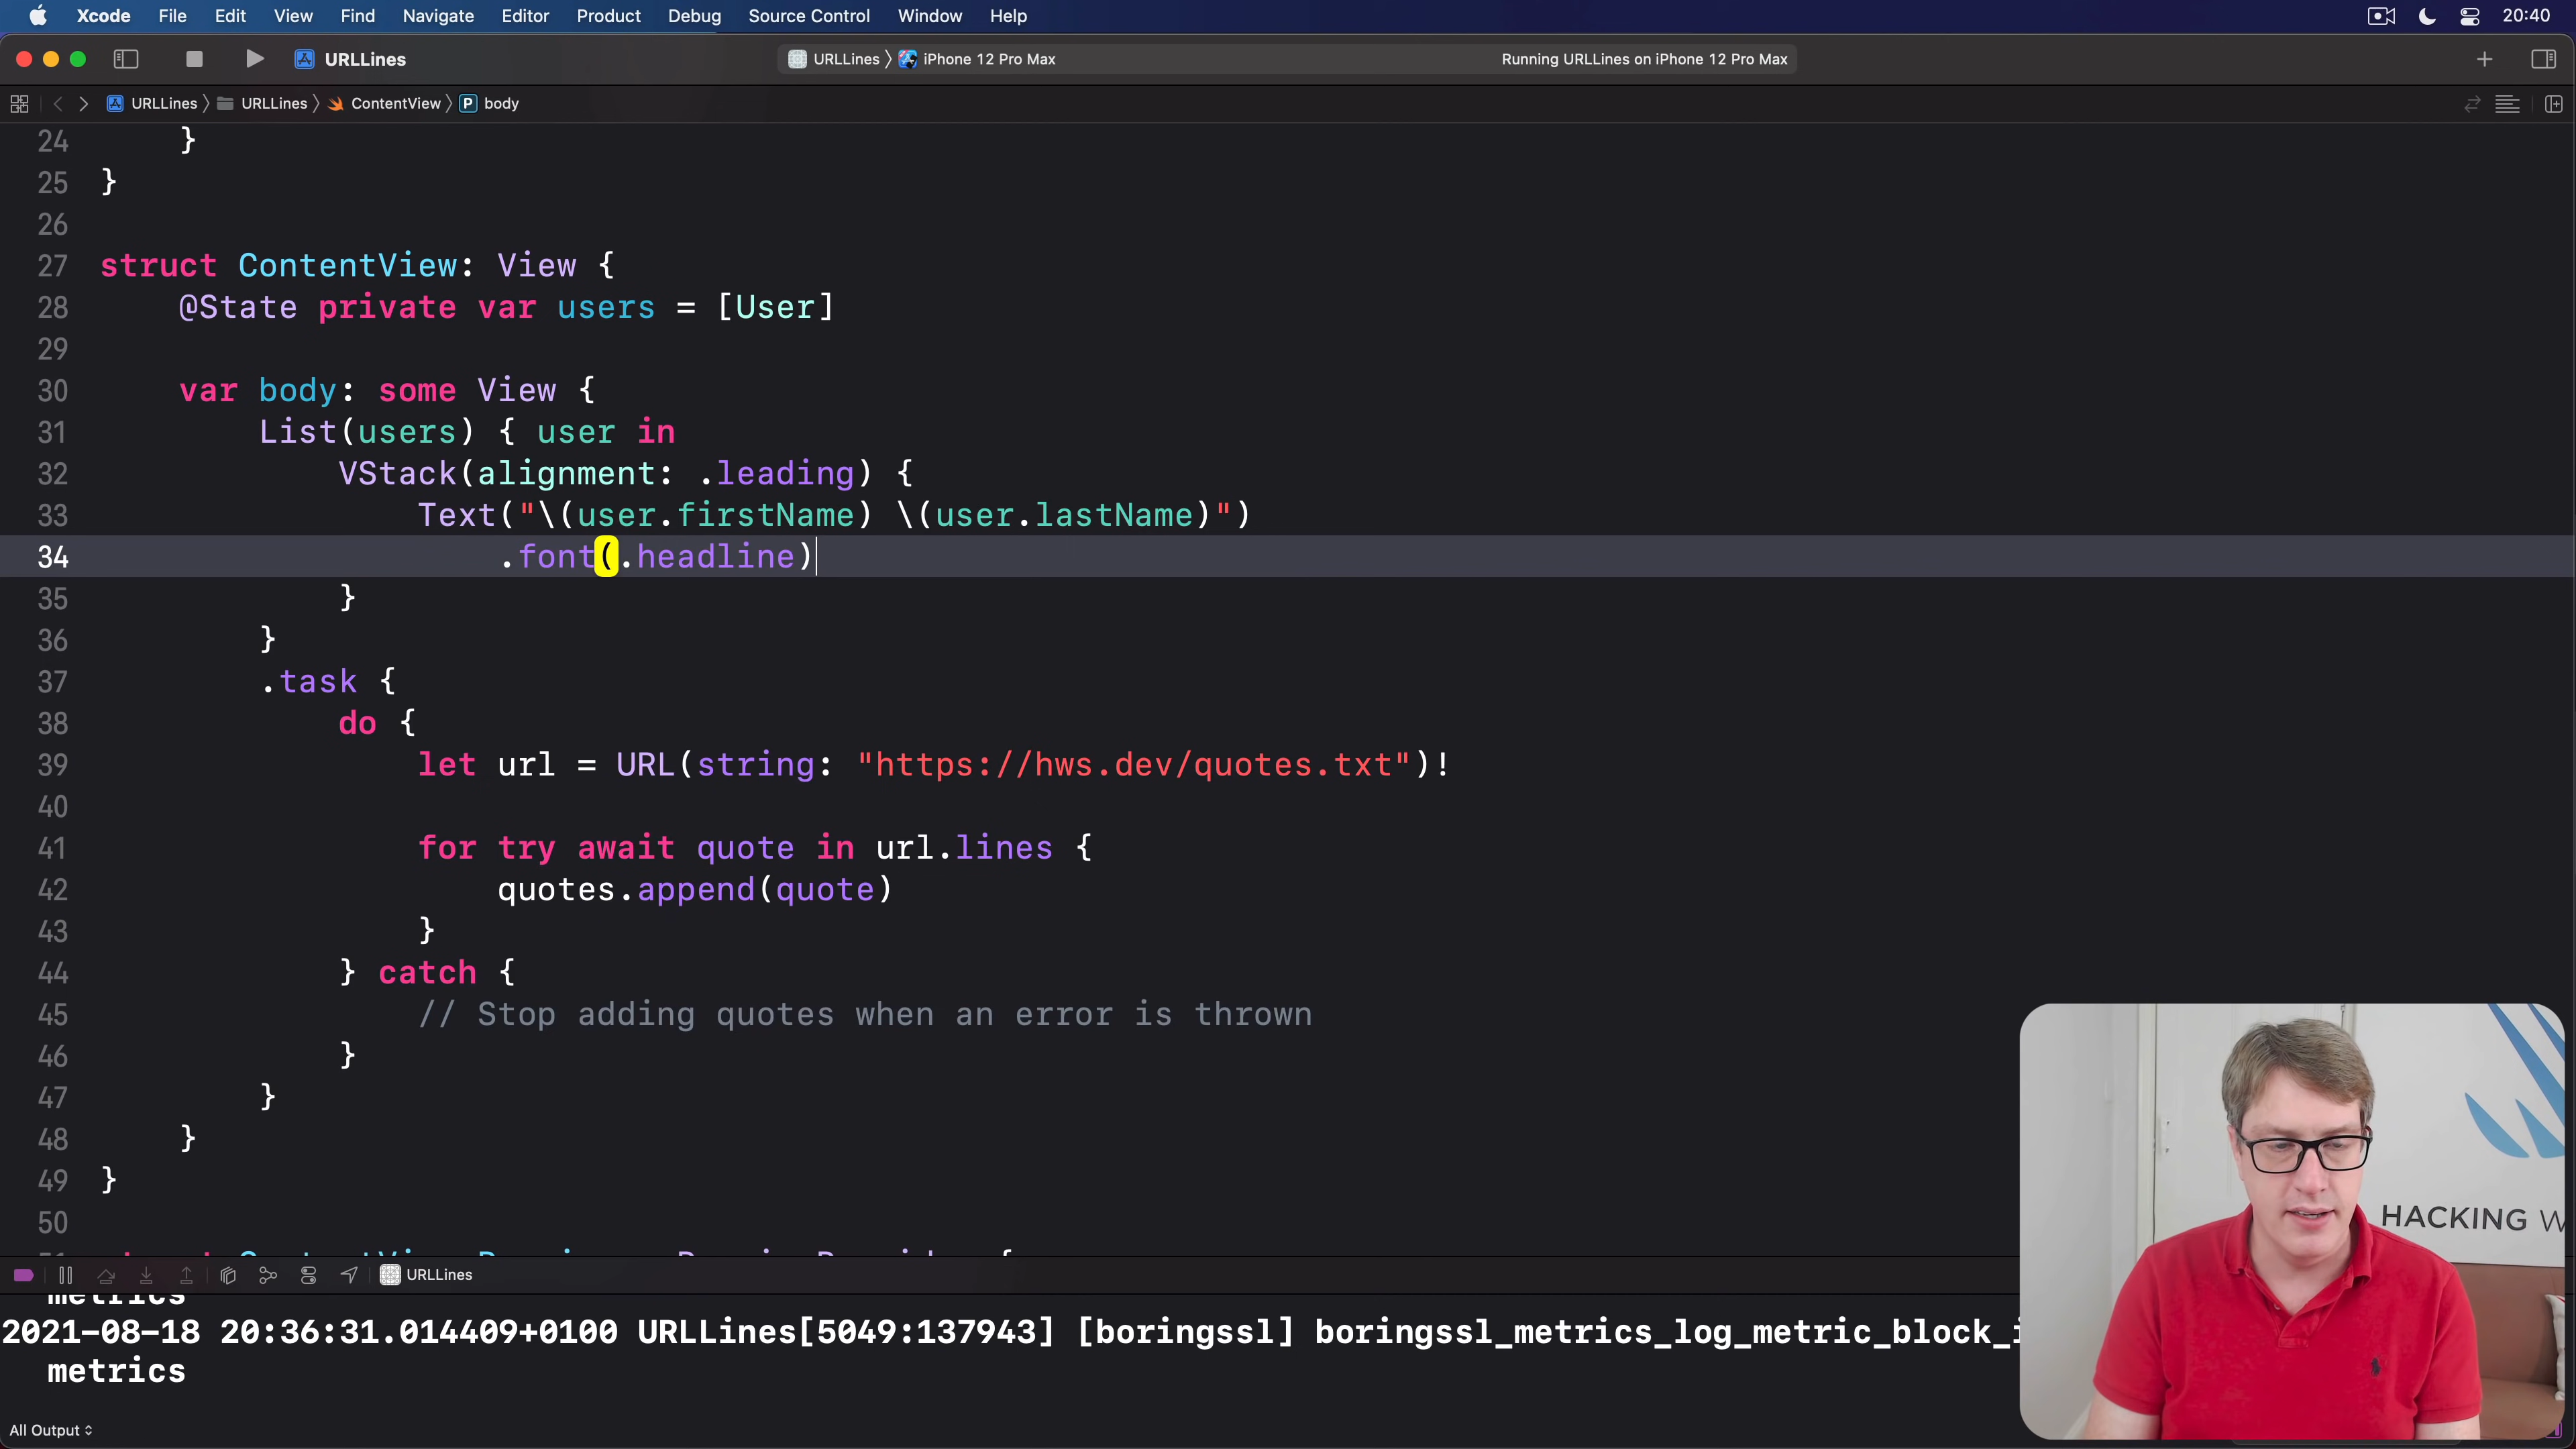 Xcode File Edit View Find Navigate Editor Product Debug Source Control Window Help 20:40
URLLines URLLines 〉 iPhone 12 Pro Max Running URLLines on iPhone 12 Pro Max
URLLines 〉 URLLines 〉 ContentView 〉 P body
24 }
25 }
26
27 struct ContentView: View {
28 @State private var users = [User]
29
30 var body: some View {
31 List(users) { user in
32 VStack(alignment: .leading) {
33 Text("\(user.firstName) \(user.lastName)")
34 .font(.headline)
35 }
36 }
37 .task {
38 do {
39 let url = URL(string: "https://hws.dev/quotes.txt")!
40
41 for try await quote in url.lines {
42 quotes.append(quote)
43 }
44 } catch {
45 // Stop adding quotes when an error is thrown
46 }
47 }
48 }
49 }
50
URLLines
metrics
2021-08-18 20:36:31.014409+0100 URLLines[5049:137943] [boringssl] boringssl_metrics_log_metric_block_i
metrics
All Output
HACKING W